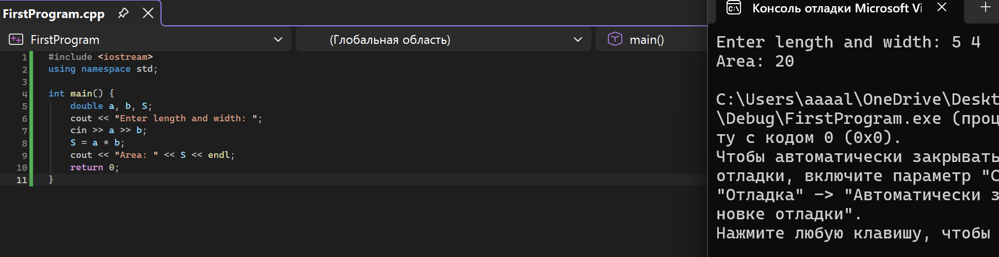 FirstProgram.cpp
FirstProgram
(Глобальная область)
main()
1 #include <iostream>
2 using namespace std;
3
4 int main() {
5 double a, b, S;
6 cout << "Enter length and width: ";
7 cin >> a >> b;
8 S = a * b;
9 cout << "Area: " << S << endl;
10 return 0;
11 }
Консоль отладки Microsoft Vi
Enter length and width: 5 4
Area: 20
C:\Users\aaaal\OneDrive\Deskt
\Debug\FirstProgram.exe (проц
ту с кодом 0 (0x0).
Чтобы автоматически закрывать
отладки, включите параметр "С
"Отладка" -> "Автоматически з
новке отладки".
Нажмите любую клавишу, чтобы